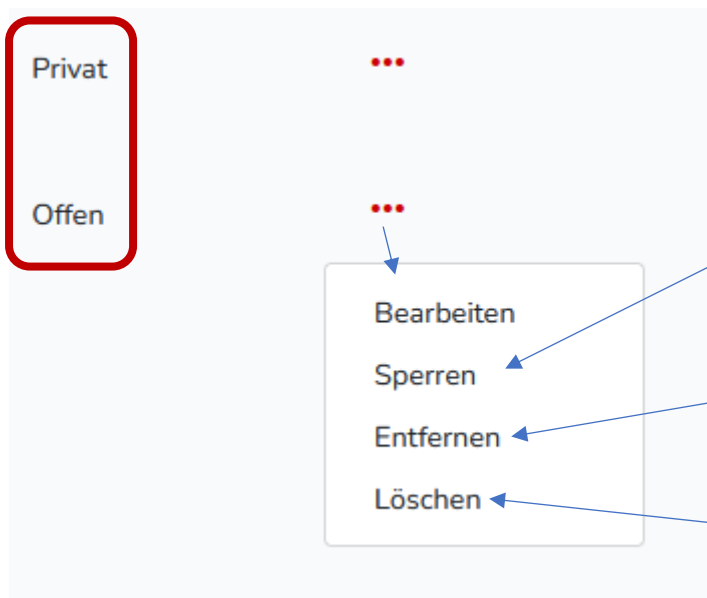 Privat
Offen
Bearbeiten
Sperren
Entfernen
Löschen